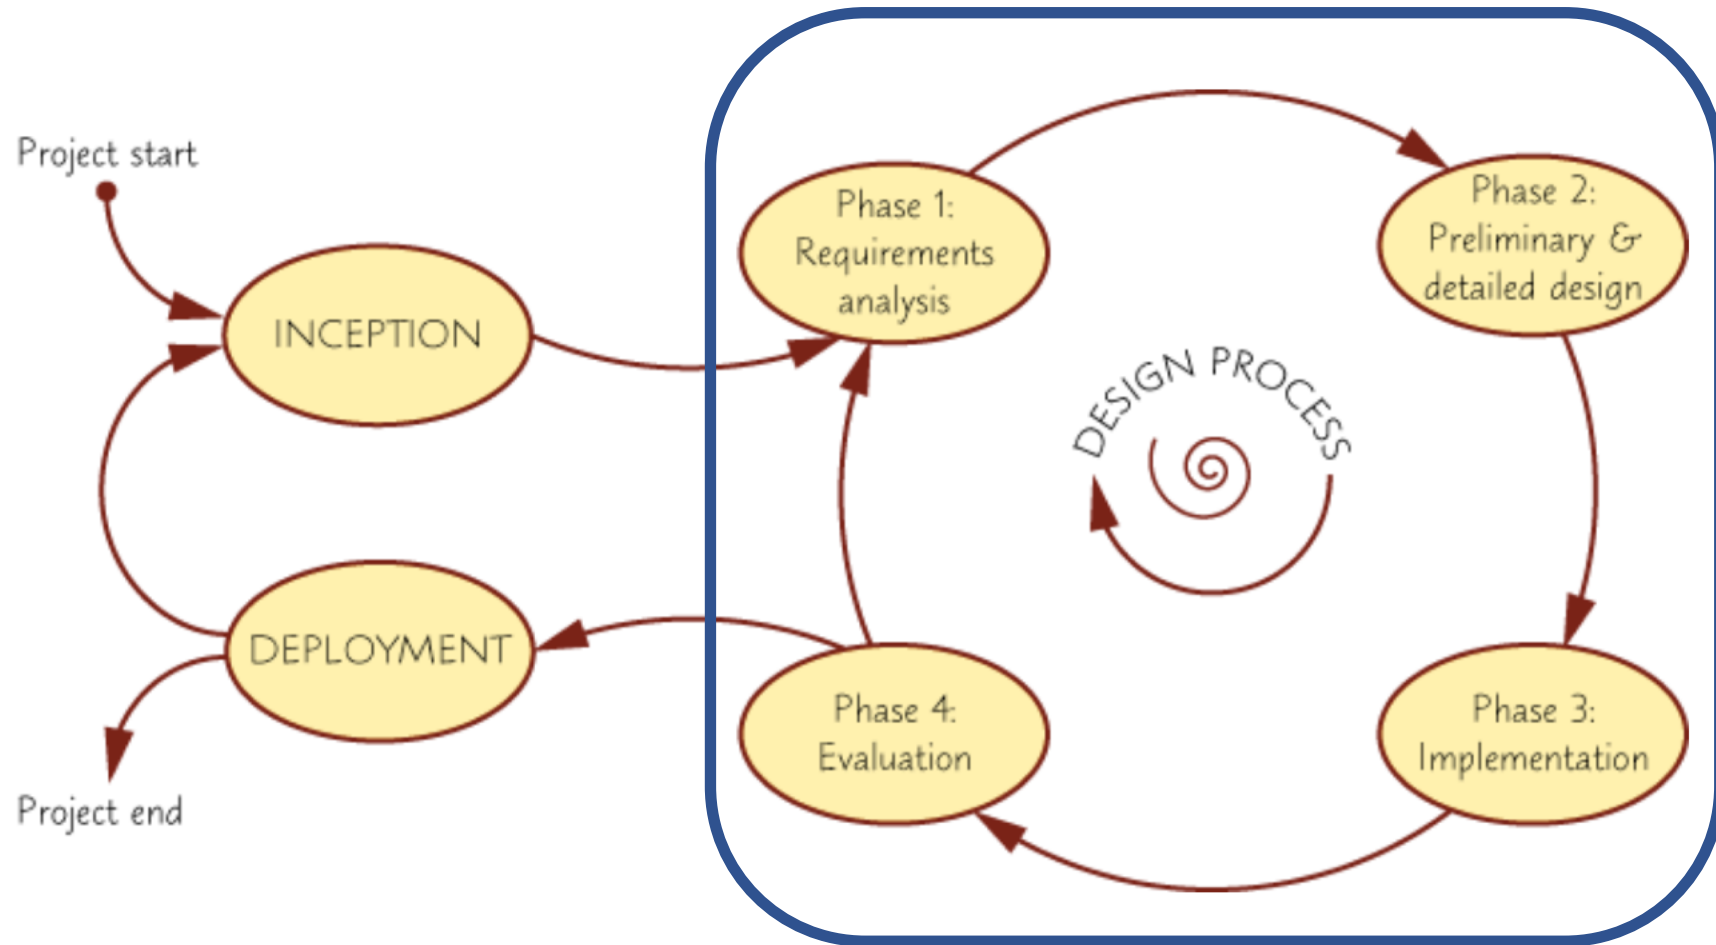 Project start
INCEPTION
DEPLOYMENT
Project end
Phase 1:
Requirements
analysis
Phase 2:
Preliminary &
detailed design
DESIGN PROCESS
Phase 4:
Evaluation
Phase 3:
Implementation